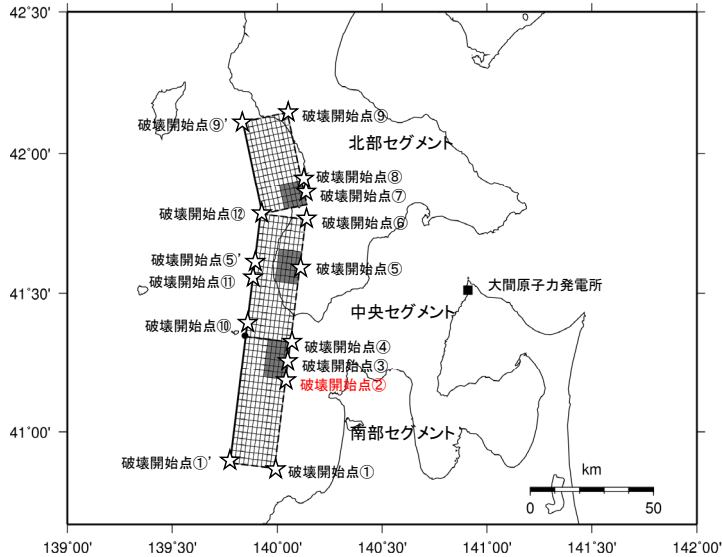 42˚30'
破壊開始点⑨'
破壊開始点⑨
北部セグメント
42˚00'
破壊開始点⑧
破壊開始点⑦
破壊開始点⑫
破壊開始点⑥
破壊開始点⑤'
破壊開始点⑤
破壊開始点⑪
大間原子力発電所
41˚30'
中央セグメント
破壊開始点⑩
破壊開始点④
破壊開始点③
破壊開始点②
41˚00'
南部セグメント
破壊開始点①'
破壊開始点①
km
0 50
139˚00' 139˚30' 140˚00' 140˚30' 141˚00' 141˚30' 142˚00'